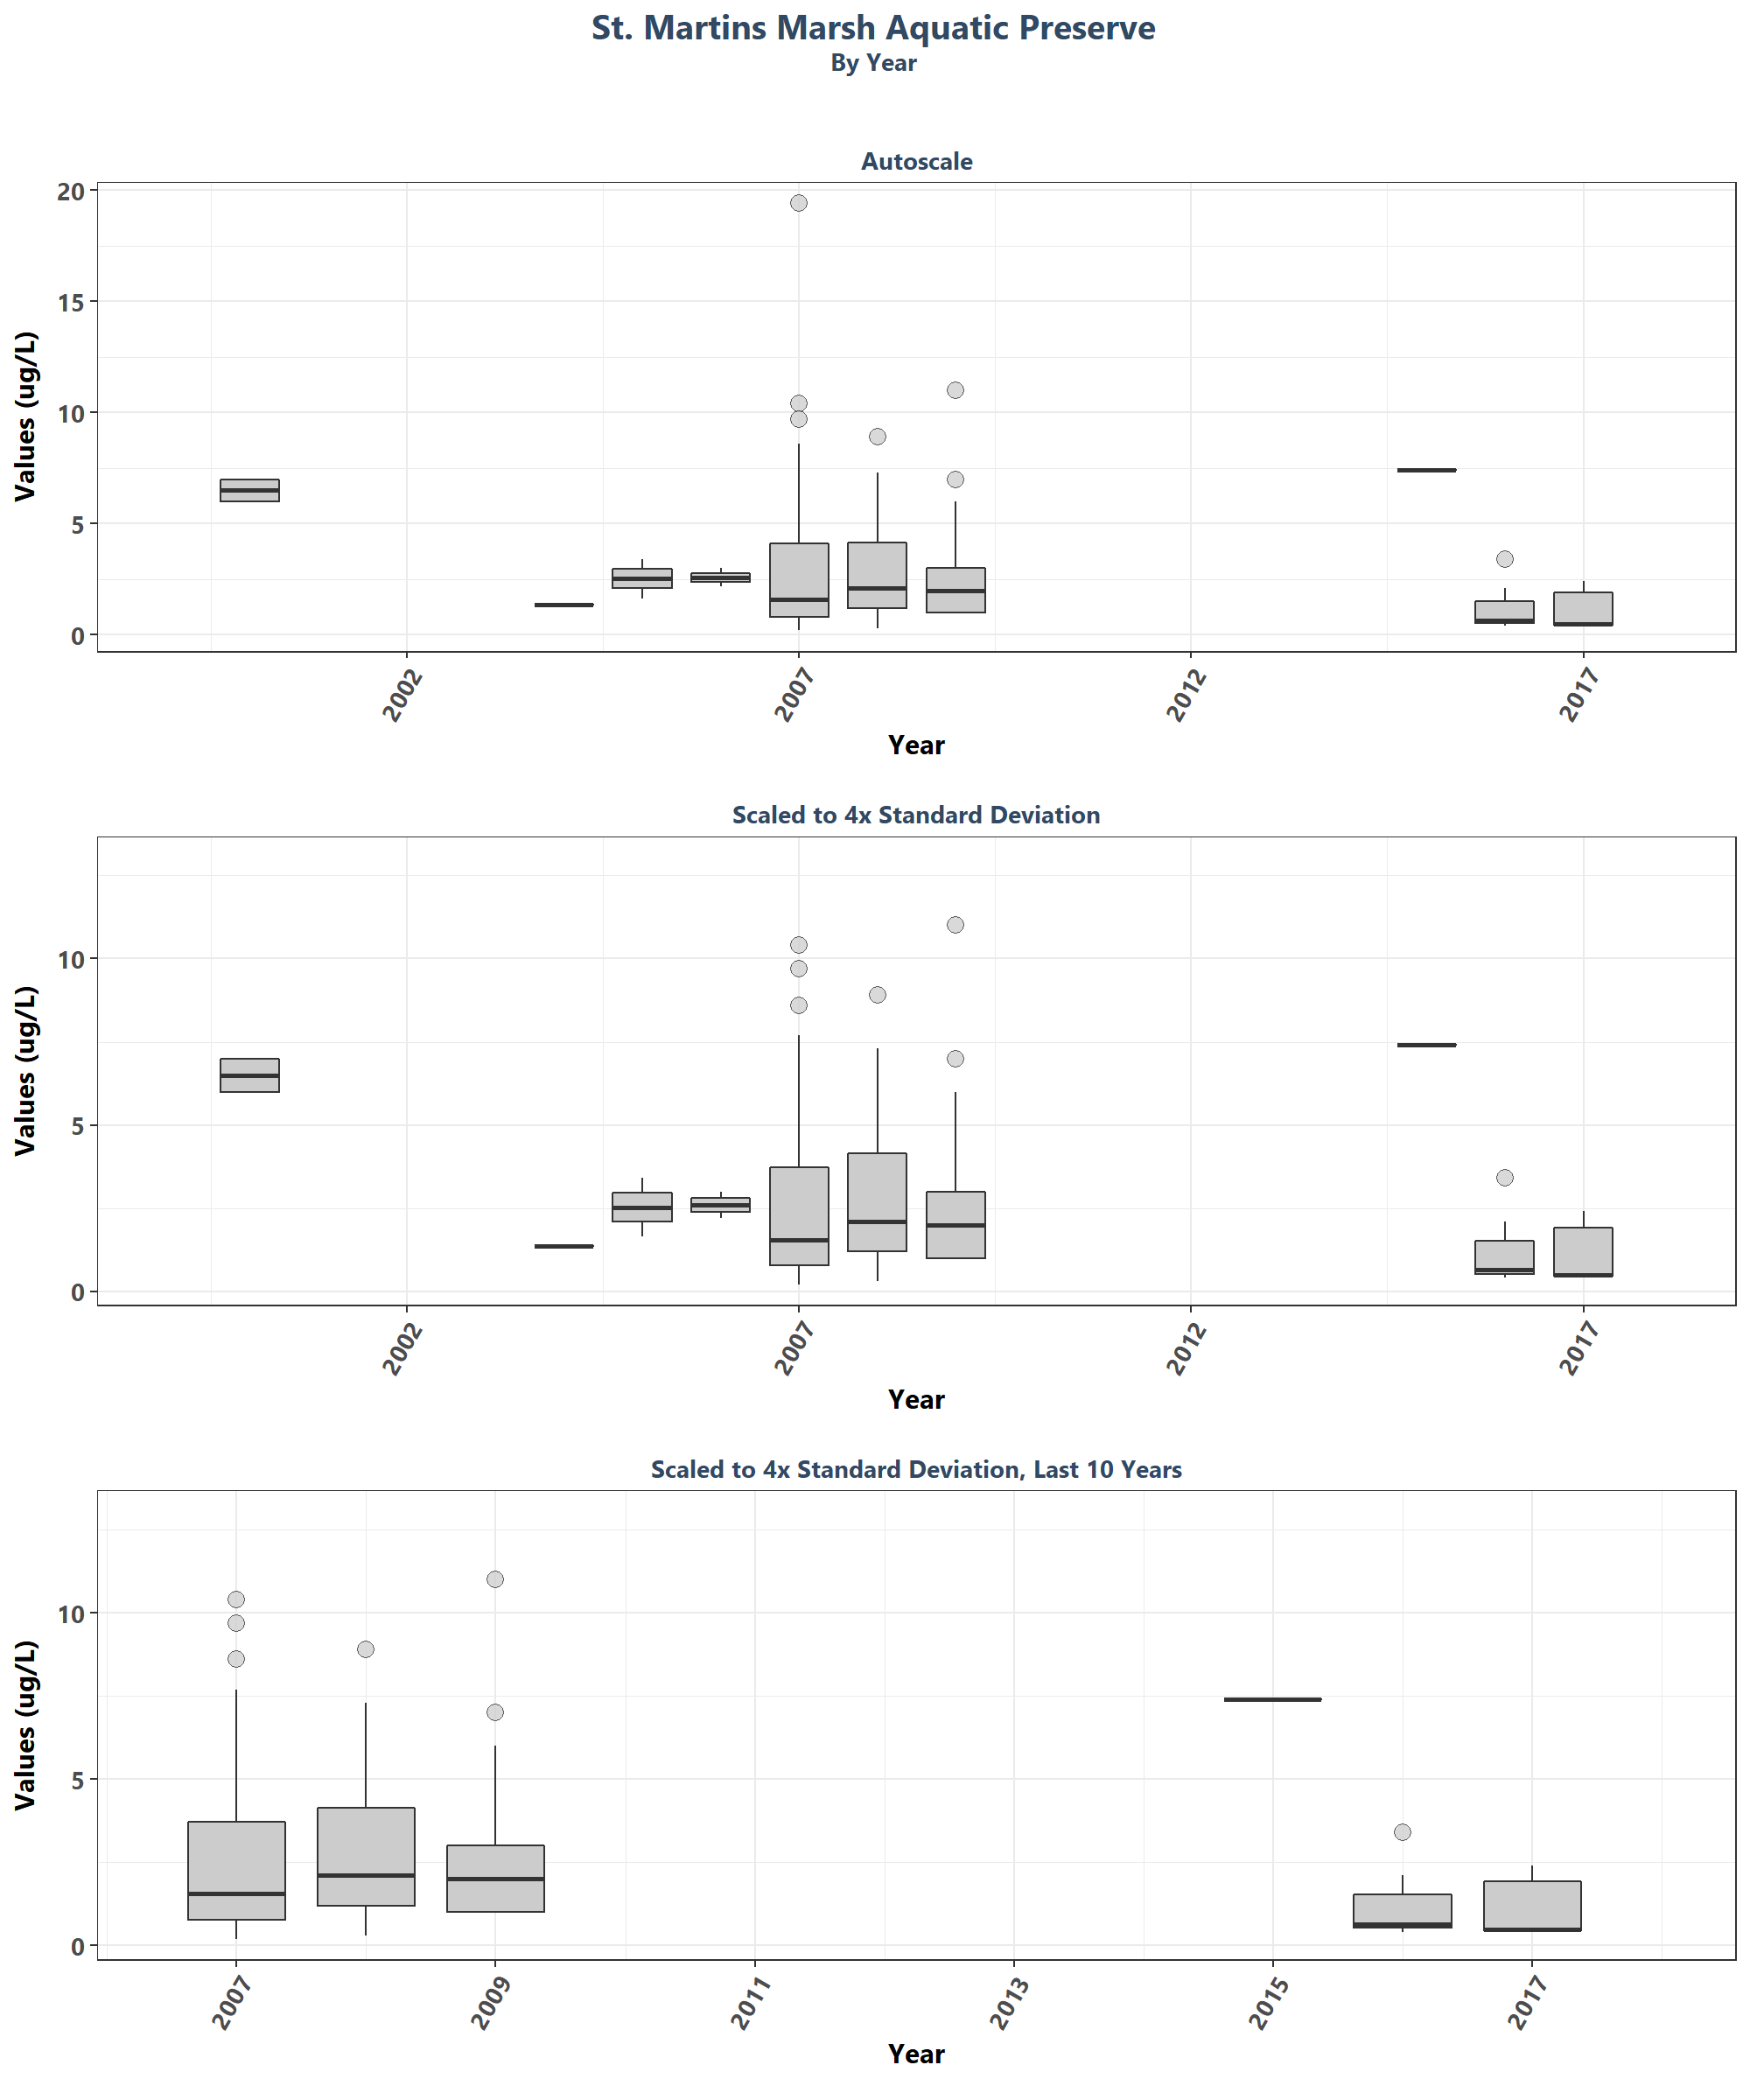 St. Martins Marsh Aquatic Preserve
By Year
Autoscale
Values (ug/L)
20
15
10
5
0
2002
2007
2012
2017
Year
Scaled to 4x Standard Deviation
Values (ug/L)
10
5
0
2002
2007
2012
2017
Year
Scaled to 4x Standard Deviation, Last 10 Years
Values (ug/L)
10
5
0
2007
2009
2011
2013
2015
2017
Year